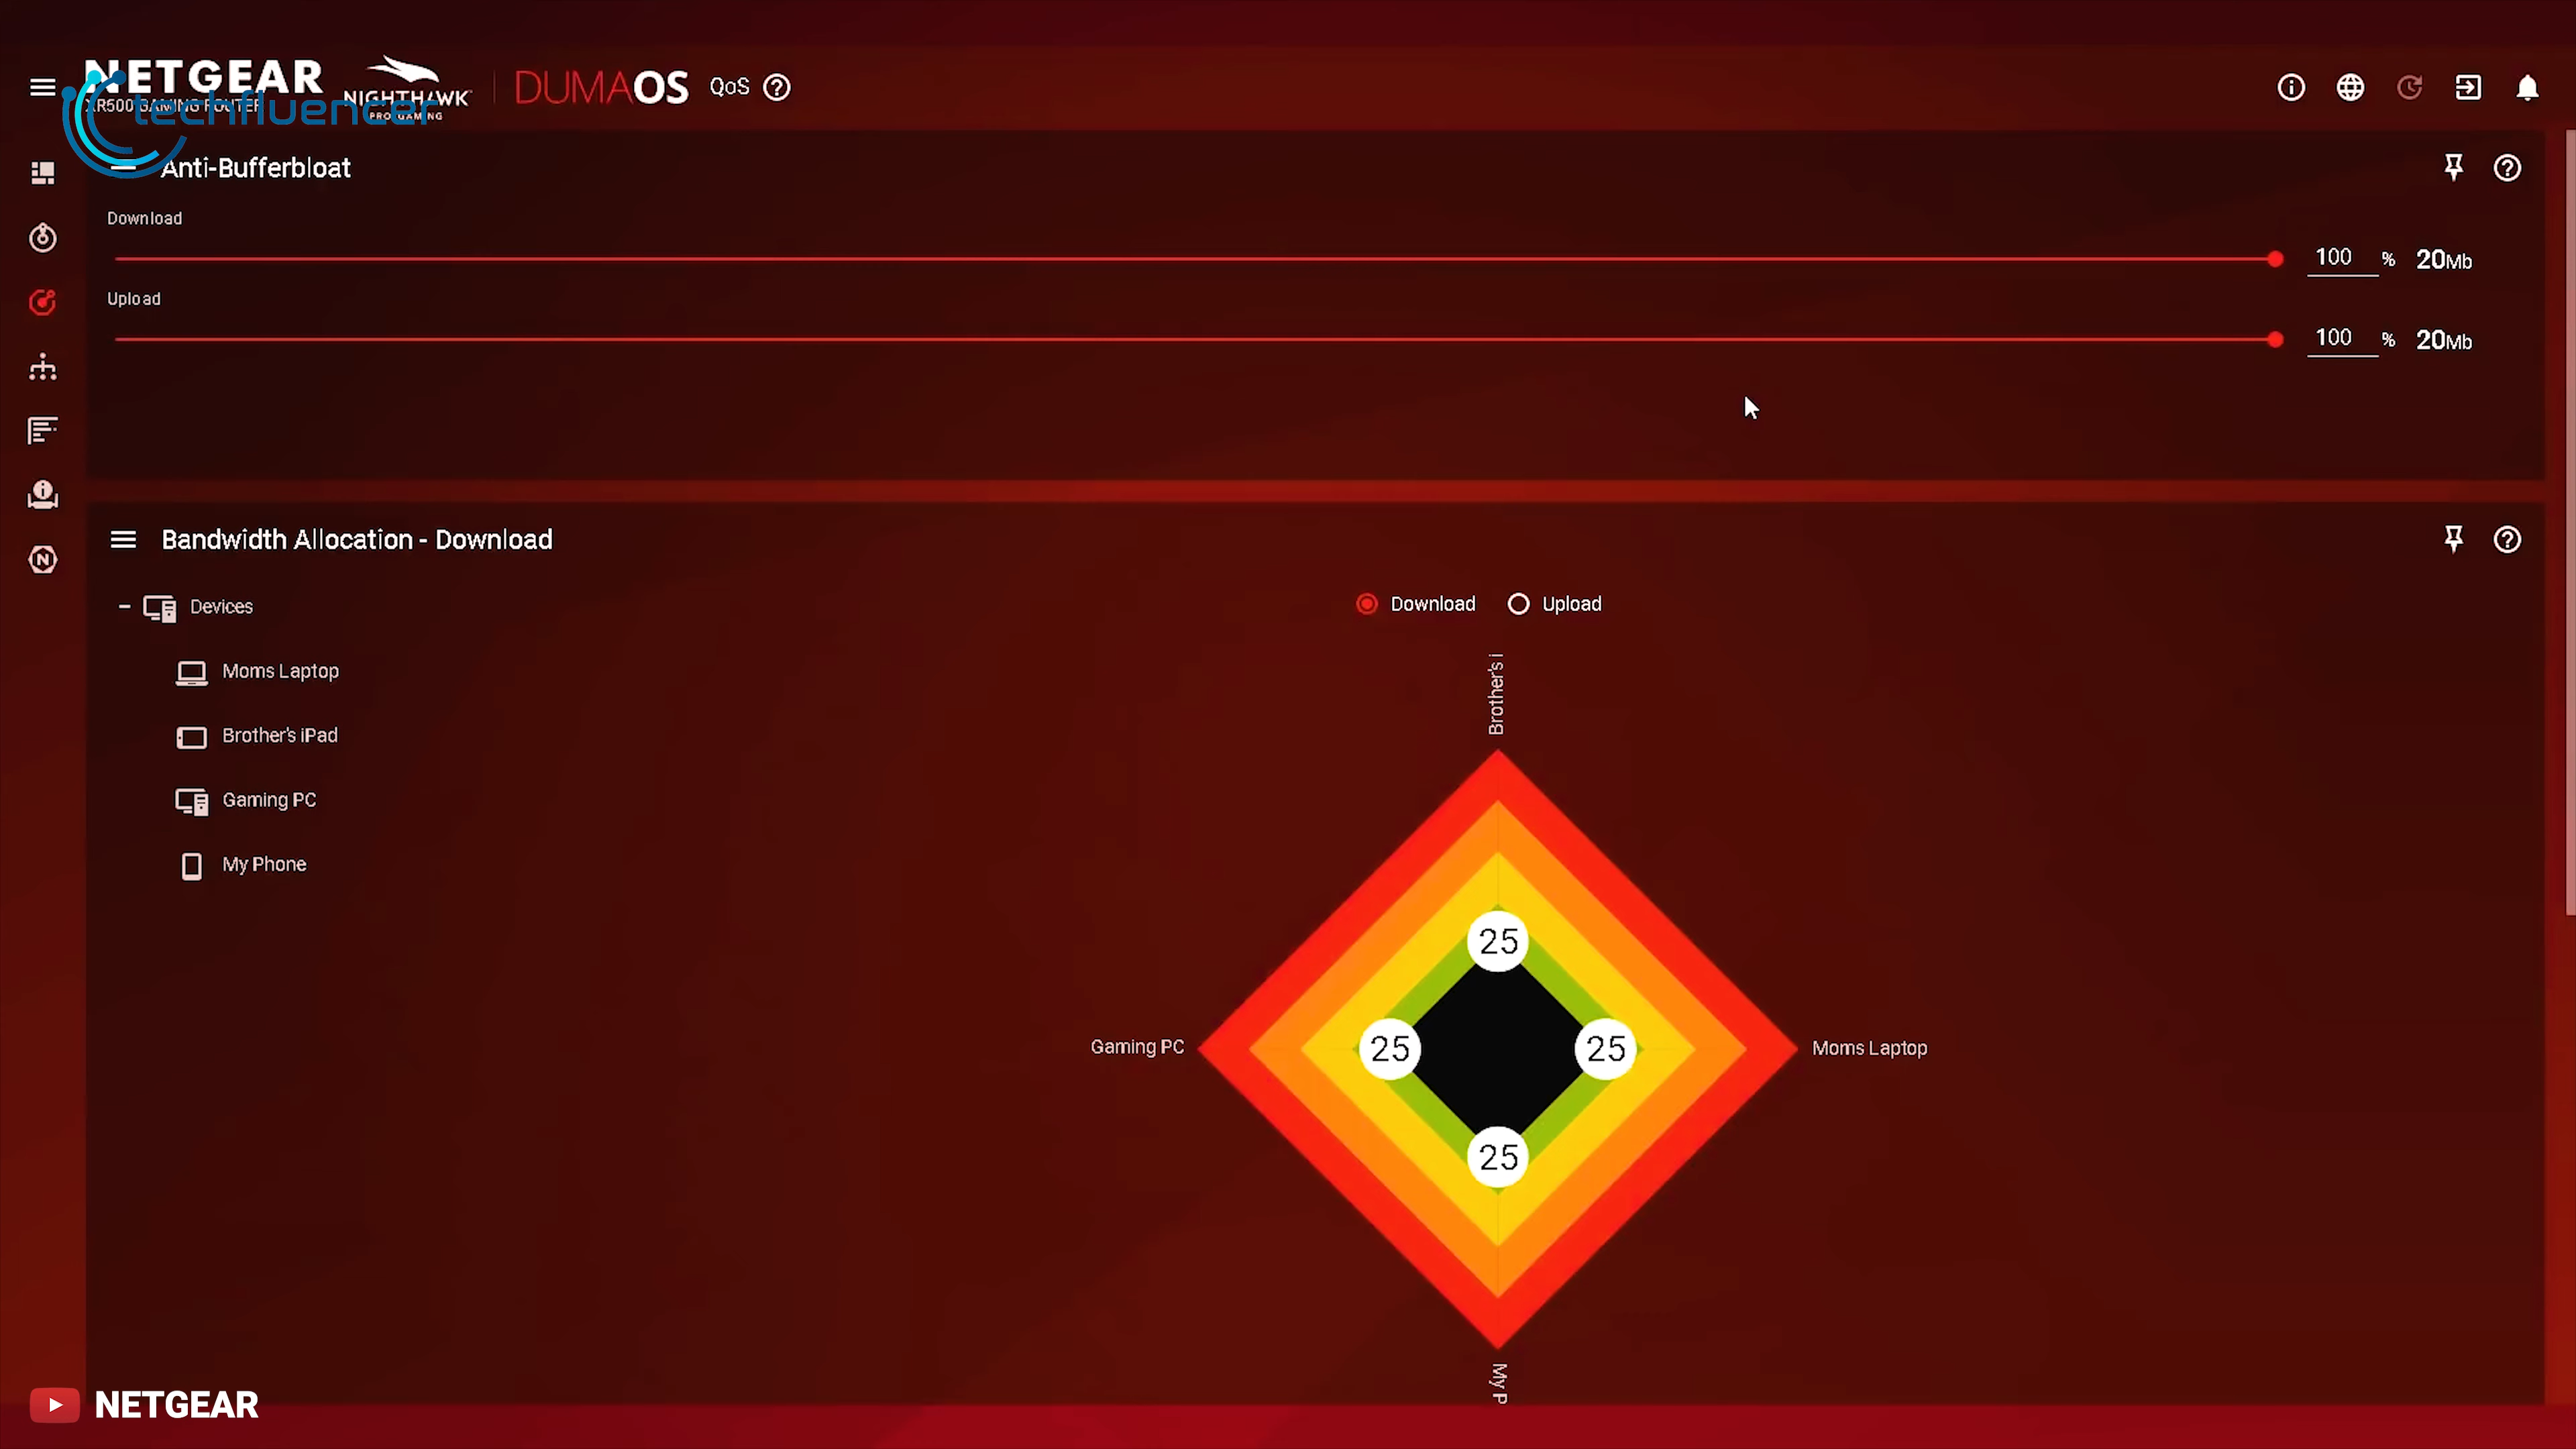 NETGEAR
XR500 GAMING ROUTER
NIGHTHAWK
PRO GAMING
DUMAOS
QoS
techfluencer
Anti-Bufferbloat
Download
100 % 20Mb
Upload
100 % 20Mb
Bandwidth Allocation - Download
Devices
Download Upload
Moms Laptop
Brother's iPad
Gaming PC
My Phone
Brother's i
25
Gaming PC
25
25
Moms Laptop
25
My P
NETGEAR